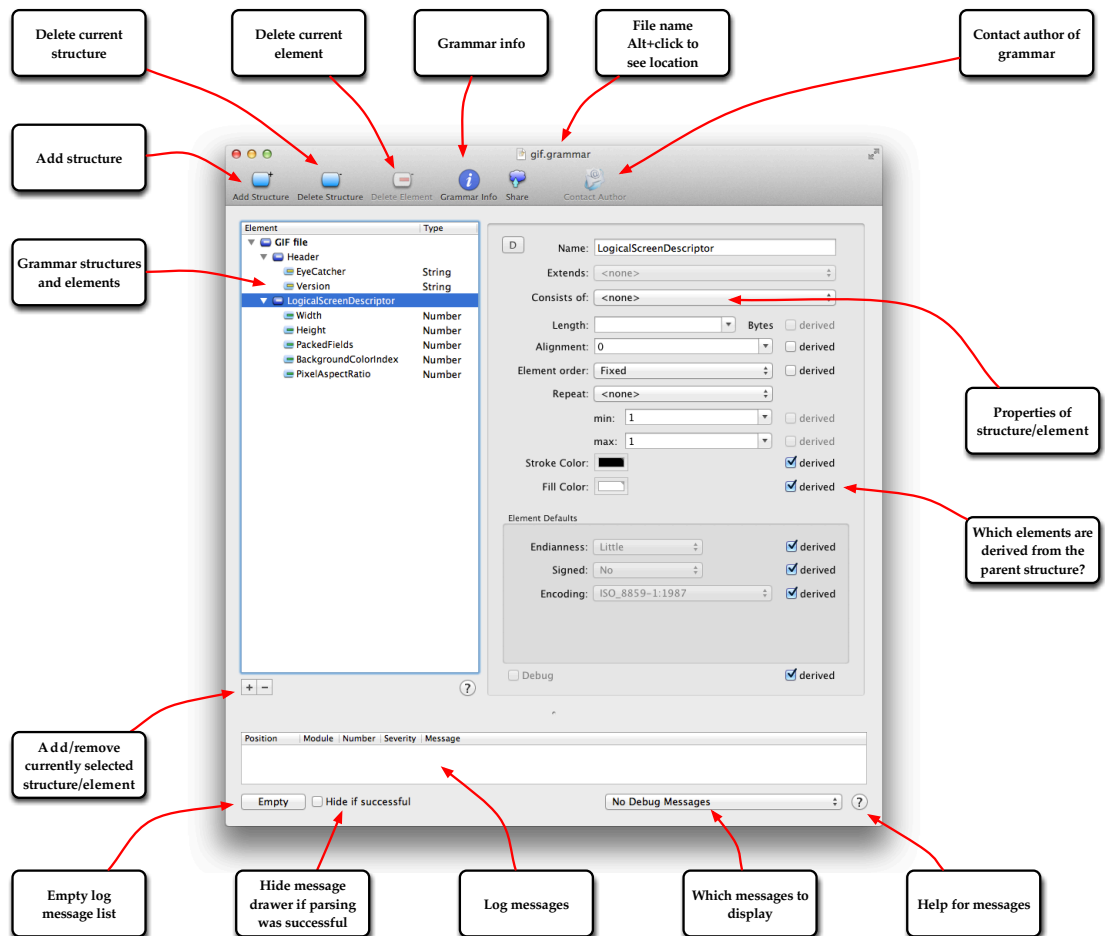 Delete current
structure
Delete current
element
Grammar info
File name
Alt+click to
see location
Contact author of
grammar
Add structure
gif.grammar
Add Structure
Delete Structure
Delete Element
Grammar Info
Share
Contact Author
Grammar structures
and elements
Element Type
GIF file
Header
EyeCatcher String
Version String
LogicalScreenDescriptor
Width Number
Height Number
PackedFields Number
BackgroundColorIndex Number
PixelAspectRatio Number
D
Name: LogicalScreenDescriptor
Extends: <none>
Consists of: <none>
Length: Bytes derived
Alignment: 0 derived
Element order: Fixed derived
Repeat: <none>
min: 1 derived
max: 1 derived
Stroke Color: derived
Fill Color: derived
Element Defaults
Endianness: Little derived
Signed: No derived
Encoding: ISO_8859-1:1987 derived
Debug derived
+ − ?
Properties of
structure/element
Which elements are
derived from the
parent structure?
Add/remove
currently selected
structure/element
Position Module Number Severity Message
Empty Hide if successful No Debug Messages ?
Empty log
message list
Hide message
drawer if parsing
was successful
Log messages
Which messages to
display
Help for messages